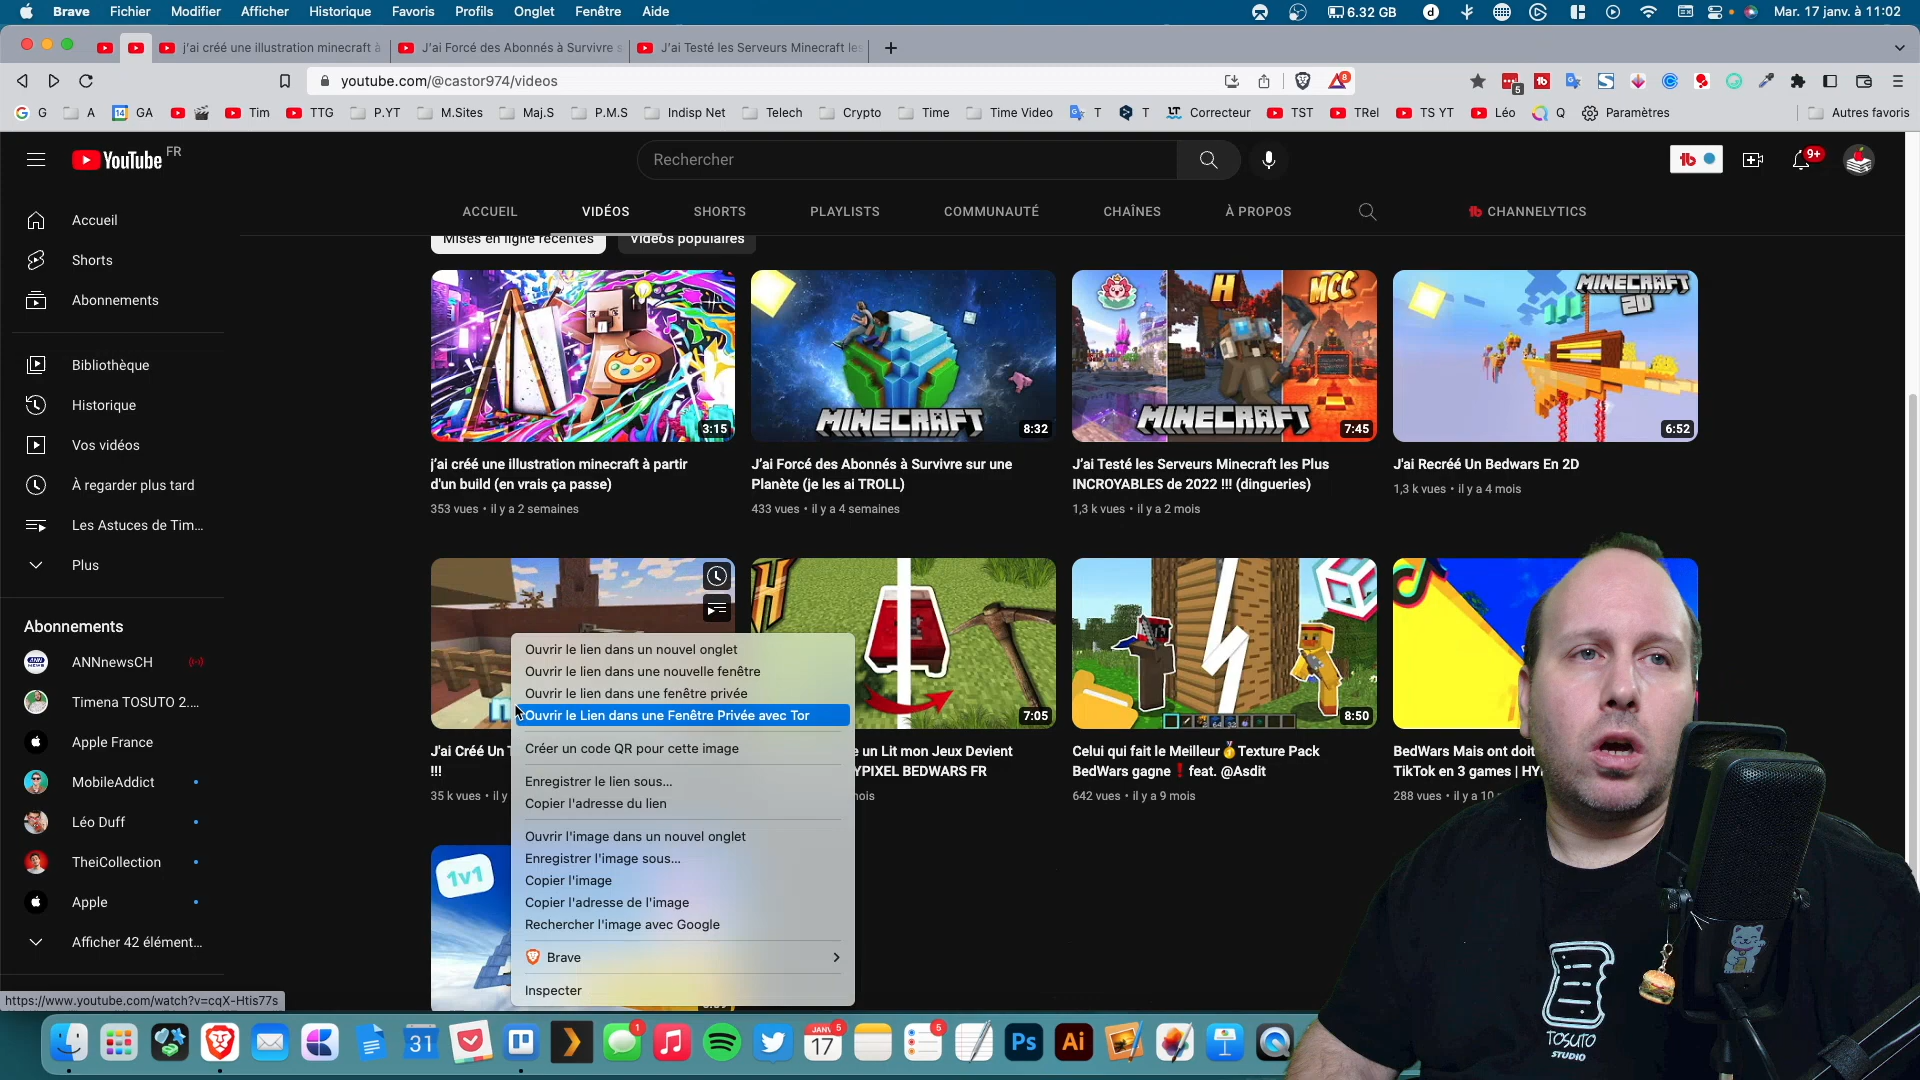 Brave Fichier Modifier Afficher Historique Favoris Profils Onglet Fenêtre Aide
6.32 GB
Mar. 17 janv. à 11:02
j'ai créé une illustration minecraft à
J'ai Forcé des Abonnés à Survivre s
J'ai Testé les Serveurs Minecraft les
youtube.com/@castor974/videos
8
5
G A GA Tim TTG P.YT M.Sites Maj.S P.M.S Indisp Net Telech Crypto Time Time Video T T Correcteur TST TRel TS YT Léo Q Paramètres Autres favoris
YouTube FR
Rechercher
9+
ACCUEIL VIDÉOS SHORTS PLAYLISTS COMMUNAUTÉ CHAÎNES À PROPOS CHANNELYTICS
Mises en ligne récentes Vidéos populaires
Accueil
Shorts
Abonnements
Bibliothèque
Historique
Vos vidéos
À regarder plus tard
Les Astuces de Tim...
Plus
Abonnements
ANNnewsCH
Timena TOSUTO 2....
Apple France
MobileAddict
Léo Duff
TheiCollection
Apple
Afficher 42 élément...
3:15
MINECRAFT
8:32
H
MCC
MINECRAFT
7:45
MINECRAFT
2D
6:52
j'ai créé une illustration minecraft à partir
d'un build (en vrais ça passe)
353 vues • il y a 2 semaines
J'ai Forcé des Abonnés à Survivre sur une
Planète (je les ai TROLL)
433 vues • il y a 4 semaines
J'ai Testé les Serveurs Minecraft les Plus
INCROYABLES de 2022 !!! (dingueries)
1,3 k vues • il y a 2 mois
J'ai Recréé Un Bedwars En 2D
1,3 k vues • il y a 4 mois
H
7:05
8:50
J'ai Créé Un
!!!
35 k vues • il y
e un Lit mon Jeux Devient
YPIXEL BEDWARS FR
mois
Celui qui fait le Meilleur🥇Texture Pack
BedWars gagne❗feat. @Asdit
642 vues • il y a 9 mois
BedWars Mais ont doit
TikTok en 3 games |
288 vues • il y a 10
1v1
Ouvrir le lien dans un nouvel onglet
Ouvrir le lien dans une nouvelle fenêtre
Ouvrir le lien dans une fenêtre privée
Ouvrir le Lien dans une Fenêtre Privée avec Tor
Créer un code QR pour cette image
Enregistrer le lien sous...
Copier l'adresse du lien
Ouvrir l'image dans un nouvel onglet
Enregistrer l'image sous...
Copier l'image
Copier l'adresse de l'image
Rechercher l'image avec Google
Brave
Inspecter
https://www.youtube.com/watch?v=cqX-Htis77s
TOSUTO
STUDIO
31
1
JANV.
17
5
5
Ps
Ai